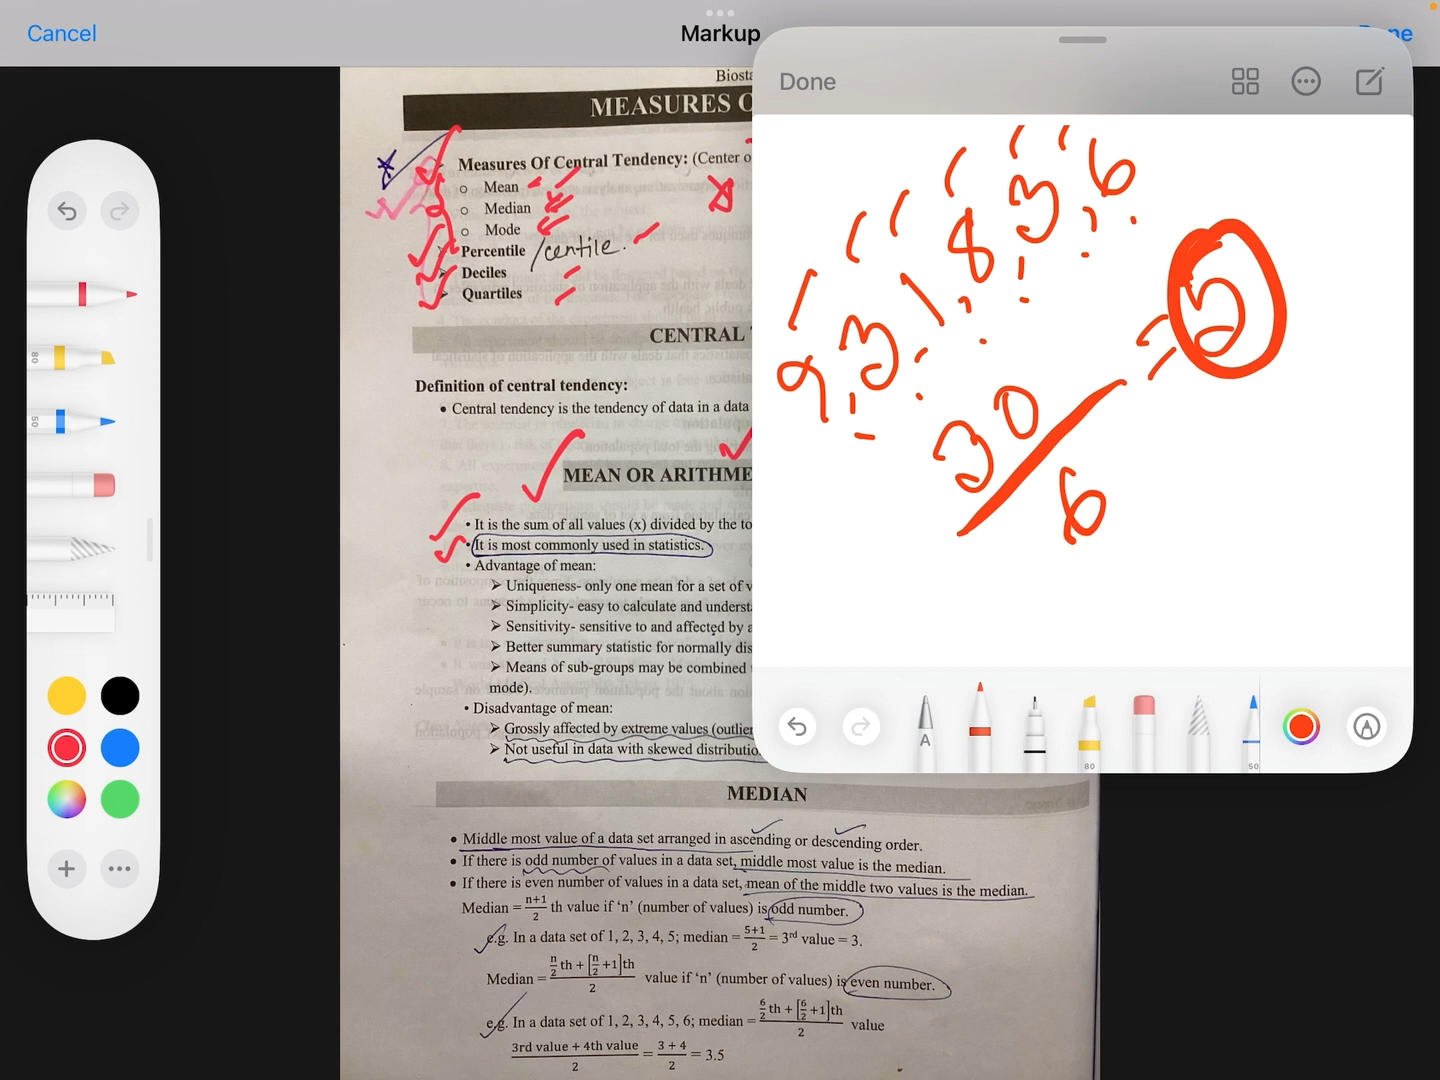 Cancel
Markup
Biosta
MEASURES O
Measures Of Central Tendency: (Center o
Mean
Median
Mode
Percentile /centile.
Deciles
Quartiles
CENTRAL
Definition of central tendency:
• Central tendency is the tendency of data in a data
MEAN OR ARITHME
• It is the sum of all values (x) divided by the to
• It is most commonly used in statistics.
• Advantage of mean:
➢ Uniqueness- only one mean for a set of v
➢ Simplicity- easy to calculate and underst
➢ Sensitivity- sensitive to and affected by a
➢ Better summary statistic for normally dis
➢ Means of sub-groups may be combined
mode).
• Disadvantage of mean:
➢ Grossly affected by extreme values (outlier
➢ Not useful in data with skewed distributio
MEDIAN
• Middle most value of a data set arranged in ascending or descending order.
• If there is odd number of values in a data set, middle most value is the median.
• If there is even number of values in a data set, mean of the middle two values is the median.
Median = n+1/2 th value if 'n' (number of values) is odd number.
e.g. In a data set of 1, 2, 3, 4, 5; median = 5+1/2 = 3rd value = 3.
Median = n/2 th + [n/2 +1]th / 2 value if 'n' (number of values) is even number.
e.g. In a data set of 1, 2, 3, 4, 5, 6; median = 6/2 th + [6/2 +1]th / 2 value
3rd value + 4th value / 2 = 3 + 4 / 2 = 3.5
Done
9, 3, 1, 8, 3, 6
30/6 = 5
80
50
A
80
50